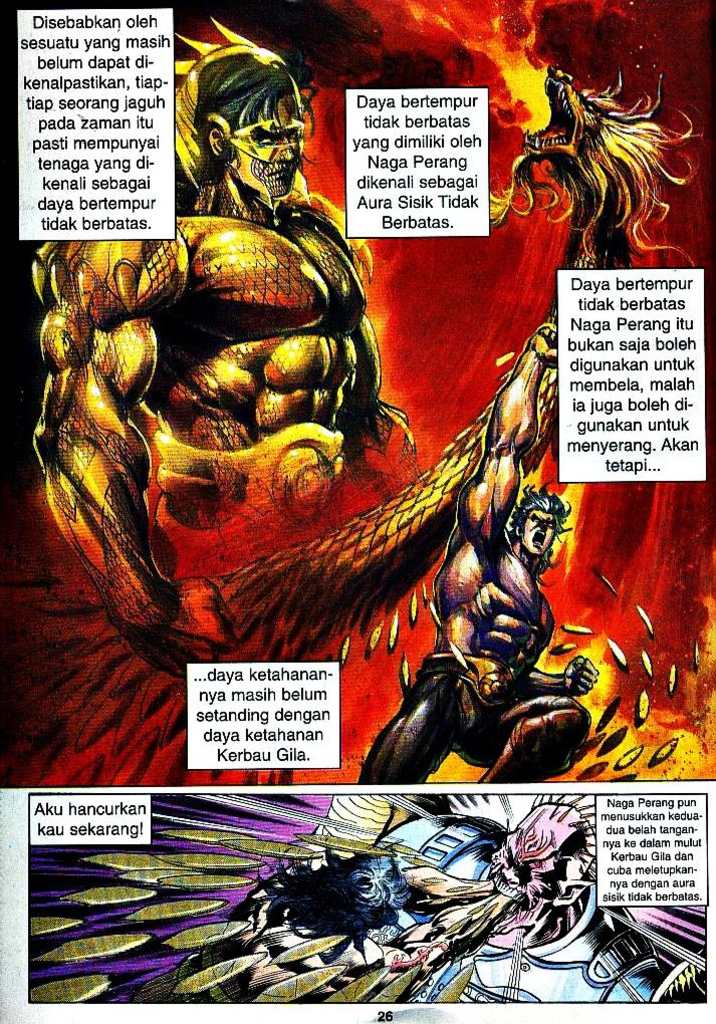 Disebabkan oleh
sesuatu yang masih
belum dapat di-
kenalpastikan, tiap-
tiap seorang jaguh
pada zaman itu
pasti mempunyai
tenaga yang di-
kenali sebagai
daya bertempur
tidak berbatas.
Daya bertempur
tidak berbatas
yang dimiliki oleh
Naga Perang
dikenali sebagai
Aura Sisik Tidak
Berbatas.
Daya bertempur
tidak berbatas
Naga Perang itu
bukan saja boleh
digunakan untuk
membela, malah
ia juga boleh di-
gunakan untuk
menyerang. Akan
tetapi...
...daya ketahanan-
nya masih belum
setanding dengan
daya ketahanan
Kerbau Gila.
Aku hancurkan
kau sekarang!
Naga Perang pun
menusukkan kedua-
dua belah tangan-
nya ke dalam mulut
Kerbau Gila dan
cuba meletupkan-
nya dengan aura
sisik tidak berbatas.
26